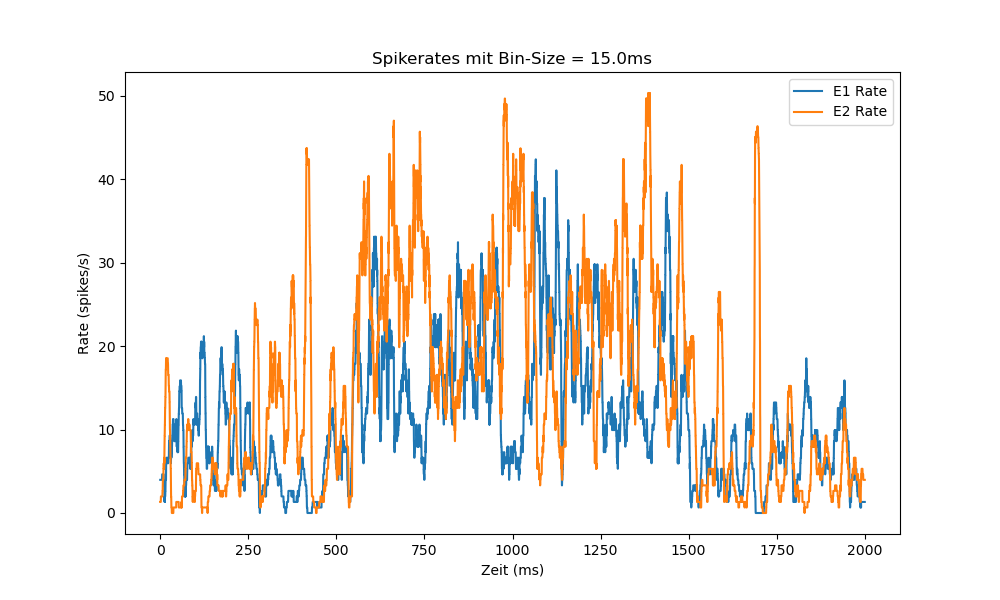 Spikerates mit Bin-Size = 15.0ms
E1 Rate
E2 Rate
Rate (spikes/s)
50
40
30
20
10
0
0 250 500 750 1000 1250 1500 1750 2000
Zeit (ms)